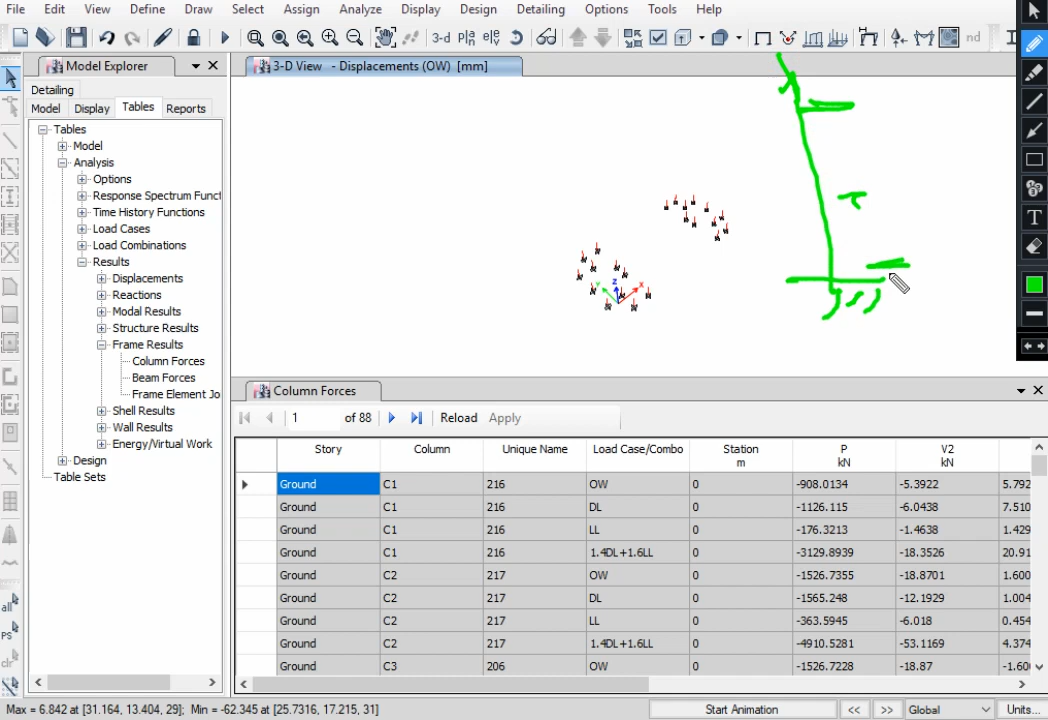 File Edit View Define Draw Select Assign Analyze Display Design Detailing Options Tools Help
3-d nd
Model Explorer
3-D View - Displacements (OW) [mm]
Detailing
Model Display Tables Reports
Tables
Model
Analysis
Options
Response Spectrum Funct
Time History Functions
Load Cases
Load Combinations
Results
Displacements
Reactions
Modal Results
Structure Results
Frame Results
Column Forces
Beam Forces
Frame Element Jo
Shell Results
Wall Results
Energy/Virtual Work
Design
Table Sets
all
PS
clr
Z
Y
X
T
Column Forces
1 of 88 Reload Apply
Story Column Unique Name Load Case/Combo Station m P kN V2 kN
Ground C1 216 OW 0 -908.0134 -5.3922 5.792
Ground C1 216 DL 0 -1126.115 -6.0438 7.510
Ground C1 216 LL 0 -176.3213 -1.4638 1.429
Ground C1 216 1.4DL+1.6LL 0 -3129.8939 -18.3526 20.91
Ground C2 217 OW 0 -1526.7355 -18.8701 1.600
Ground C2 217 DL 0 -1565.248 -12.1929 1.004
Ground C2 217 LL 0 -363.5945 -6.018 0.454
Ground C2 217 1.4DL+1.6LL 0 -4910.5281 -53.1169 4.374
Ground C3 206 OW 0 -1526.7228 -18.87 -1.600
Max = 6.842 at [31.164, 13.404, 29]; Min = -62.345 at [25.7316, 17.215, 31] Start Animation << >> Global Units...